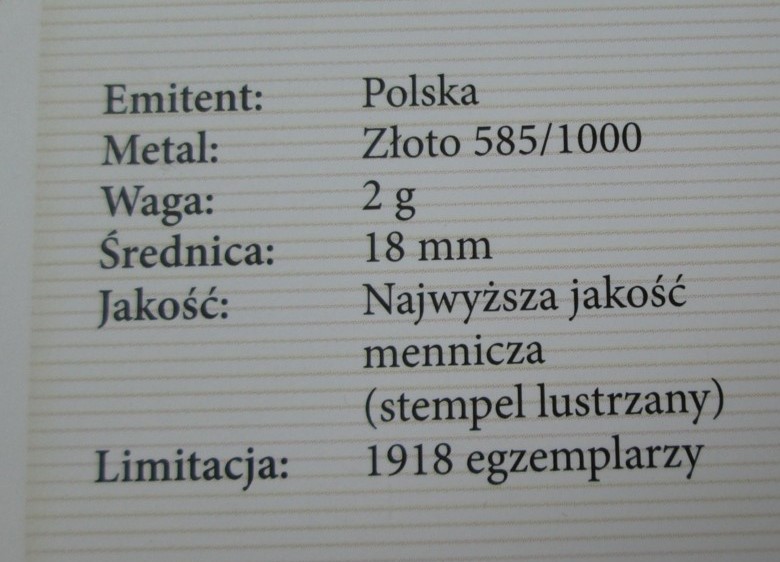 Emitent: Polska
Metal: Złoto 585/1000
Waga: 2 g
Średnica: 18 mm
Jakość: Najwyższa jakość
mennicza
(stempel lustrzany)
Limitacja: 1918 egzemplarzy